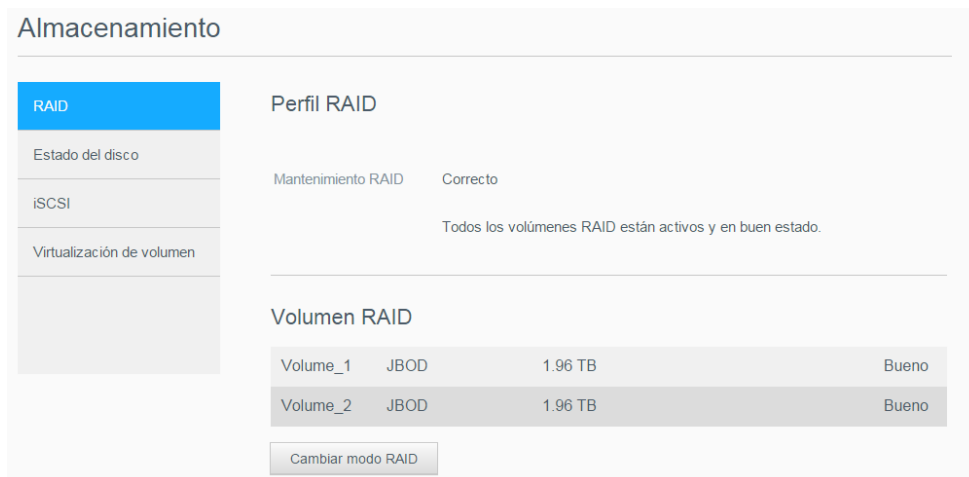 Almacenamiento
RAID
Estado del disco
iSCSI
Virtualización de volumen
Perfil RAID
Mantenimiento RAID Correcto
Todos los volúmenes RAID están activos y en buen estado.
Volumen RAID
Volume_1 JBOD 1.96 TB Bueno
Volume_2 JBOD 1.96 TB Bueno
Cambiar modo RAID